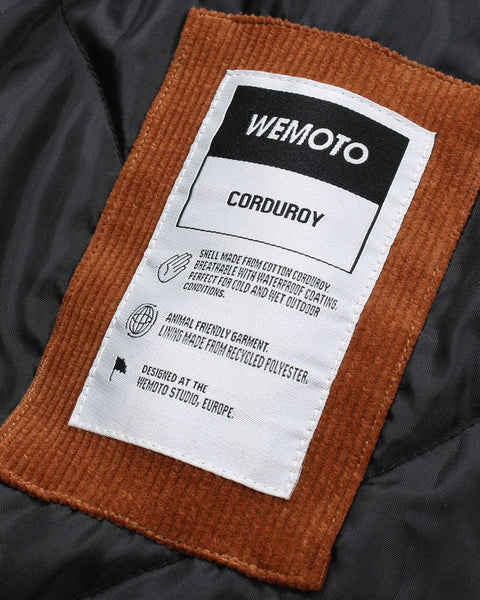 WEMOTO
CORDUROY
SHELL MADE FROM COTTON CORDUROY.
BREATHABLE WITH WATERPROOF COATING.
PERFECT FOR COLD AND WET OUTDOOR
CONDITIONS.
ANIMAL FRIENDLY GARMENT.
LINING MADE FROM RECYCLED POLYESTER.
DESIGNED AT THE
WEMOTO STUDIO, EUROPE.